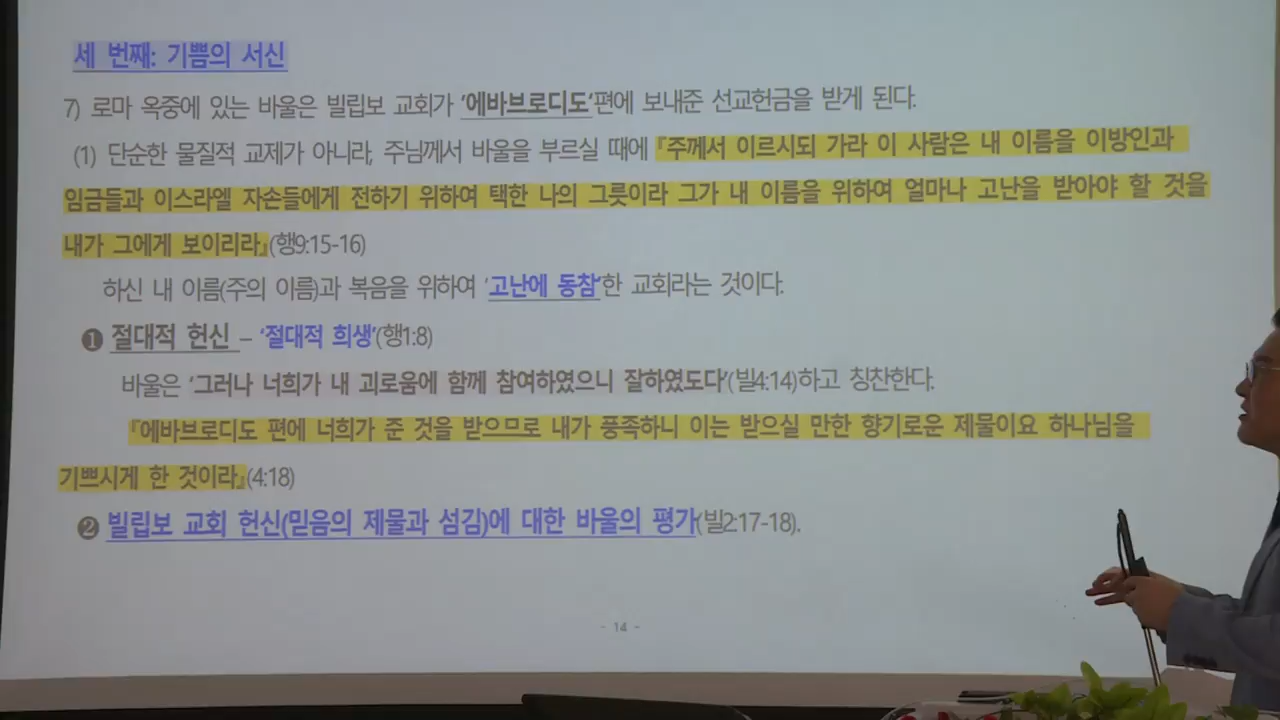 세 번째: 기쁨의 서신
7) 로마 옥중에 있는 바울은 빌립보 교회가 '에바브로디도'편에 보내준 선교헌금을 받게 된다.
(1) 단순한 물질적 교제가 아니라, 주님께서 바울을 부르실 때에 『주께서 이르시되 가라 이 사람은 내 이름을 이방인과
임금들과 이스라엘 자손들에게 전하기 위하여 택한 나의 그릇이라 그가 내 이름을 위하여 얼마나 고난을 받아야 할 것을
내가 그에게 보이리라』(행9:15-16)
하신 내 이름(주의 이름)과 복음을 위하여 '고난에 동참'한 교회라는 것이다.
❶ 절대적 헌신 – '절대적 희생'(행1:8)
바울은 '그러나 너희가 내 괴로움에 함께 참여하였으니 잘하였도다'(빌4:14)하고 칭찬한다.
『에바브로디도 편에 너희가 준 것을 받으므로 내가 풍족하니 이는 받으실 만한 향기로운 제물이요 하나님을
기쁘시게 한 것이라』(4:18)
❷ 빌립보 교회 헌신(믿음의 제물과 섬김)에 대한 바울의 평가(빌2:17-18).
- 14 -